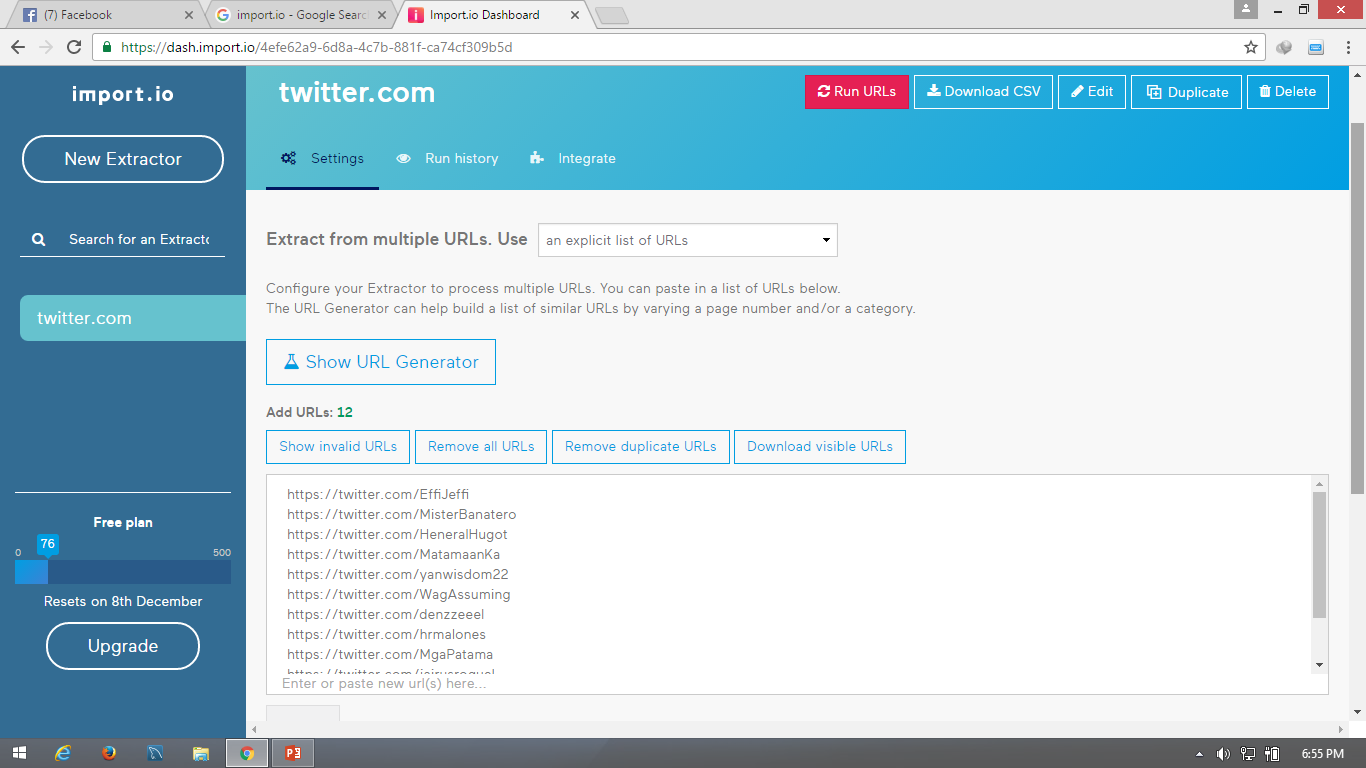 (7) Facebook
import.io - Google Searc
Import.io Dashboard
https://dash.import.io/4efe62a9-6d8a-4c7b-881f-ca74cf309b5d
import.io
New Extractor
Search for an Extracto
twitter.com
Free plan
76
0 500
Resets on 8th December
Upgrade
twitter.com
Run URLs
Download CSV
Edit
Duplicate
Delete
Settings
Run history
Integrate
Extract from multiple URLs. Use an explicit list of URLs
Configure your Extractor to process multiple URLs. You can paste in a list of URLs below.
The URL Generator can help build a list of similar URLs by varying a page number and/or a category.
Show URL Generator
Add URLs: 12
Show invalid URLs
Remove all URLs
Remove duplicate URLs
Download visible URLs
https://twitter.com/EffiJeffi
https://twitter.com/MisterBanatero
https://twitter.com/HeneralHugot
https://twitter.com/MatamaanKa
https://twitter.com/yanwisdom22
https://twitter.com/WagAssuming
https://twitter.com/denzzeeel
https://twitter.com/hrmalones
https://twitter.com/MgaPatama
Enter or paste new url(s) here...
6:55 PM